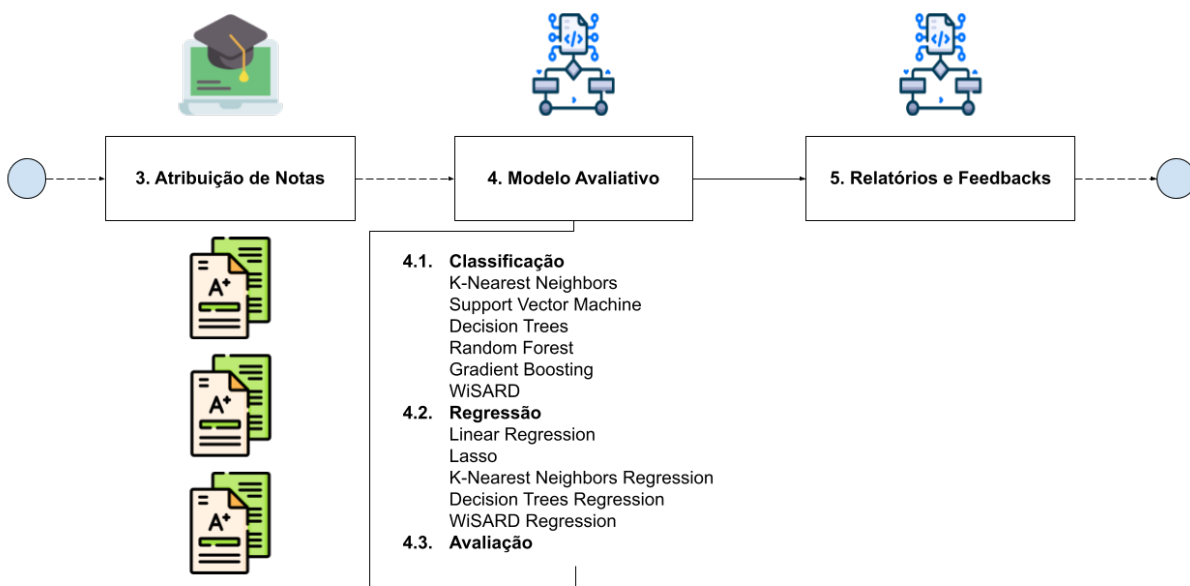 3. Atribuição de Notas
4. Modelo Avaliativo
5. Relatórios e Feedbacks
4.1. Classificação
K-Nearest Neighbors
Support Vector Machine
Decision Trees
Random Forest
Gradient Boosting
WiSARD
4.2. Regressão
Linear Regression
Lasso
K-Nearest Neighbors Regression
Decision Trees Regression
WiSARD Regression
4.3. Avaliação
A+
A+
A+